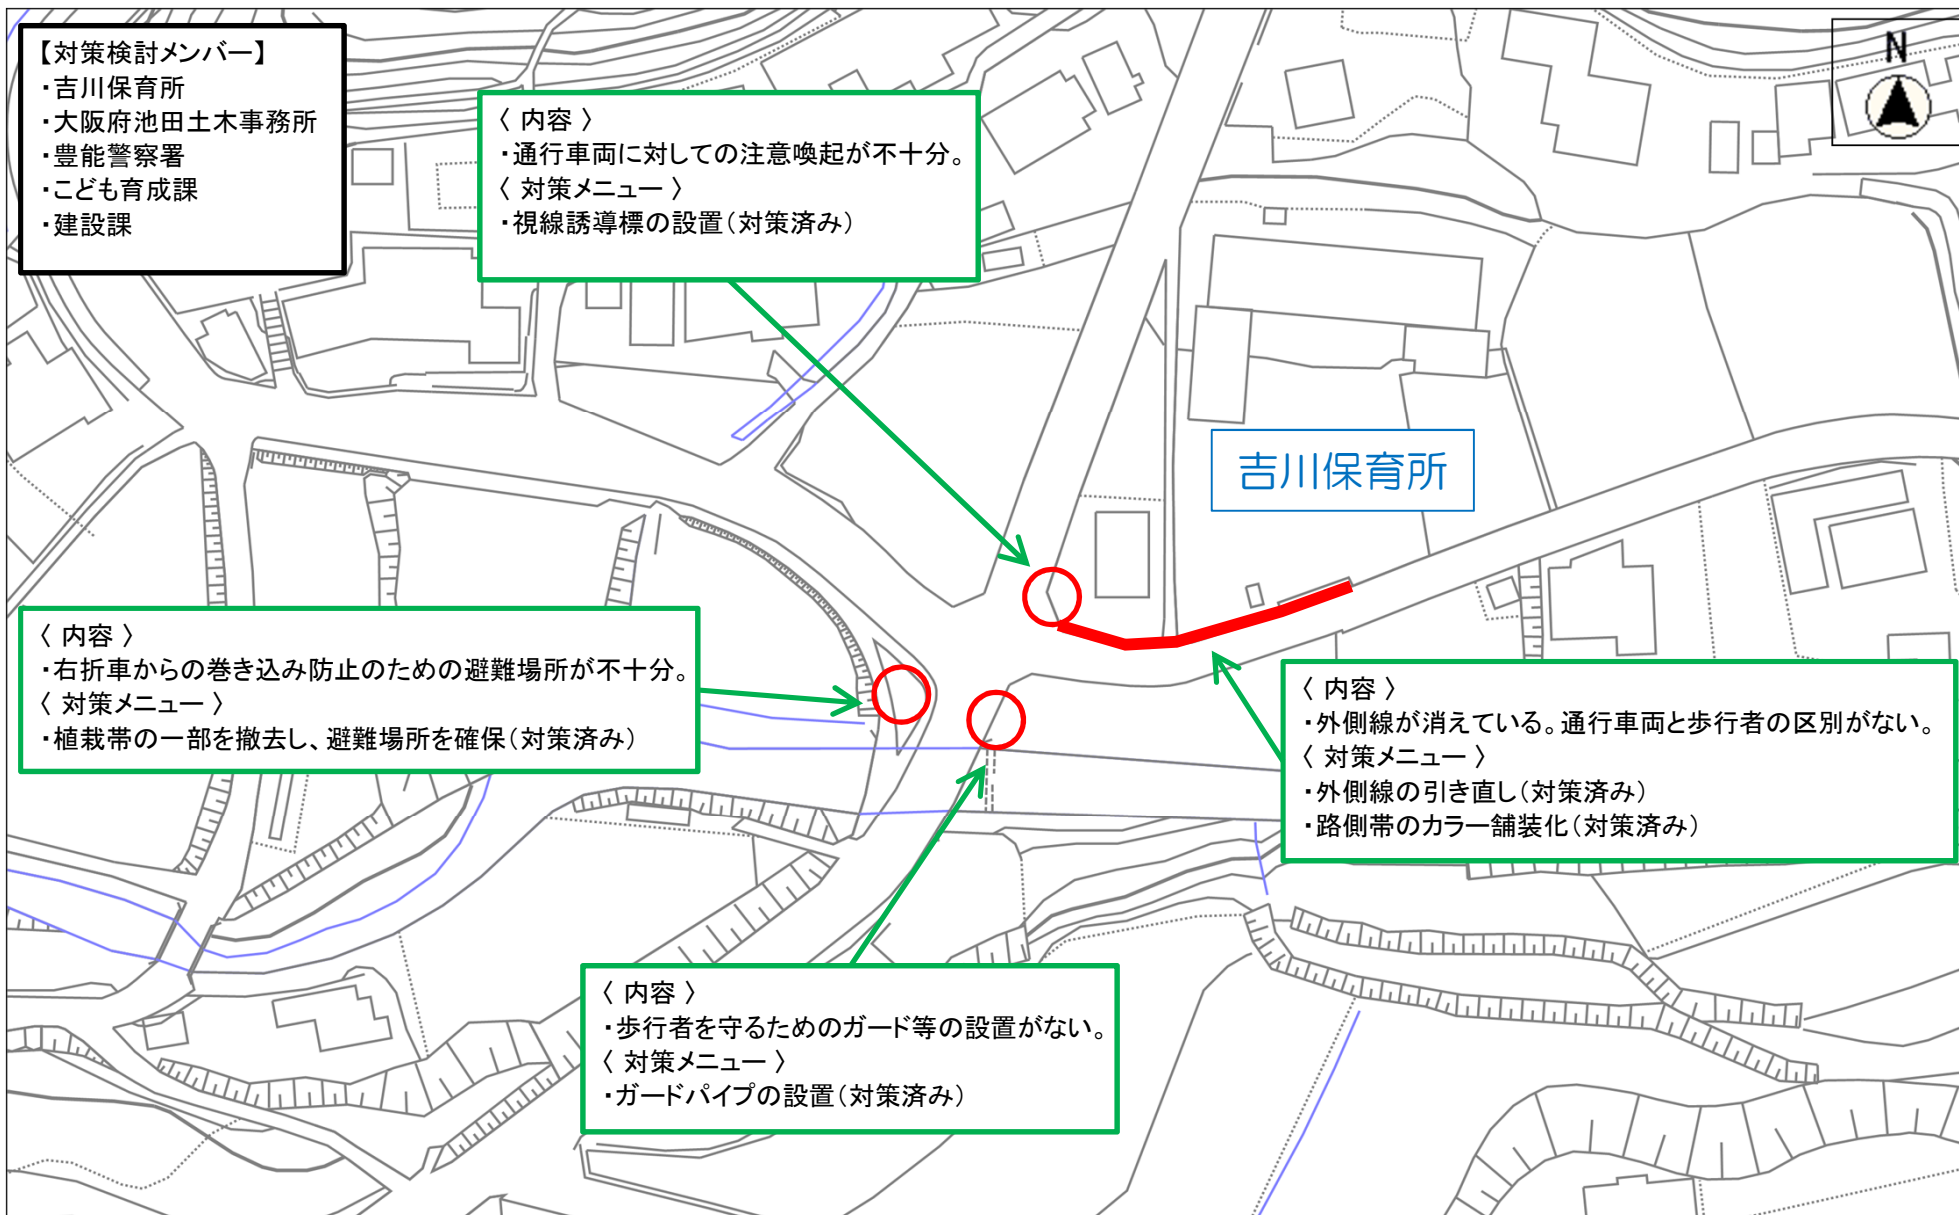 【対策検討メンバー】
・吉川保育所
・大阪府池田土木事務所
・豊能警察署
・こども育成課
・建設課
〈 内容 〉
・通行車両に対しての注意喚起が不十分。
〈 対策メニュー 〉
・視線誘導標の設置（対策済み）
N
吉川保育所
〈 内容 〉
・右折車からの巻き込み防止のための避難場所が不十分。
〈 対策メニュー 〉
・植栽帯の一部を撤去し、避難場所を確保（対策済み）
〈 内容 〉
・外側線が消えている。通行車両と歩行者の区別がない。
〈 対策メニュー 〉
・外側線の引き直し（対策済み）
・路側帯のカラー舗装化（対策済み）
〈 内容 〉
・歩行者を守るためのガード等の設置がない。
〈 対策メニュー 〉
・ガードパイプの設置（対策済み）